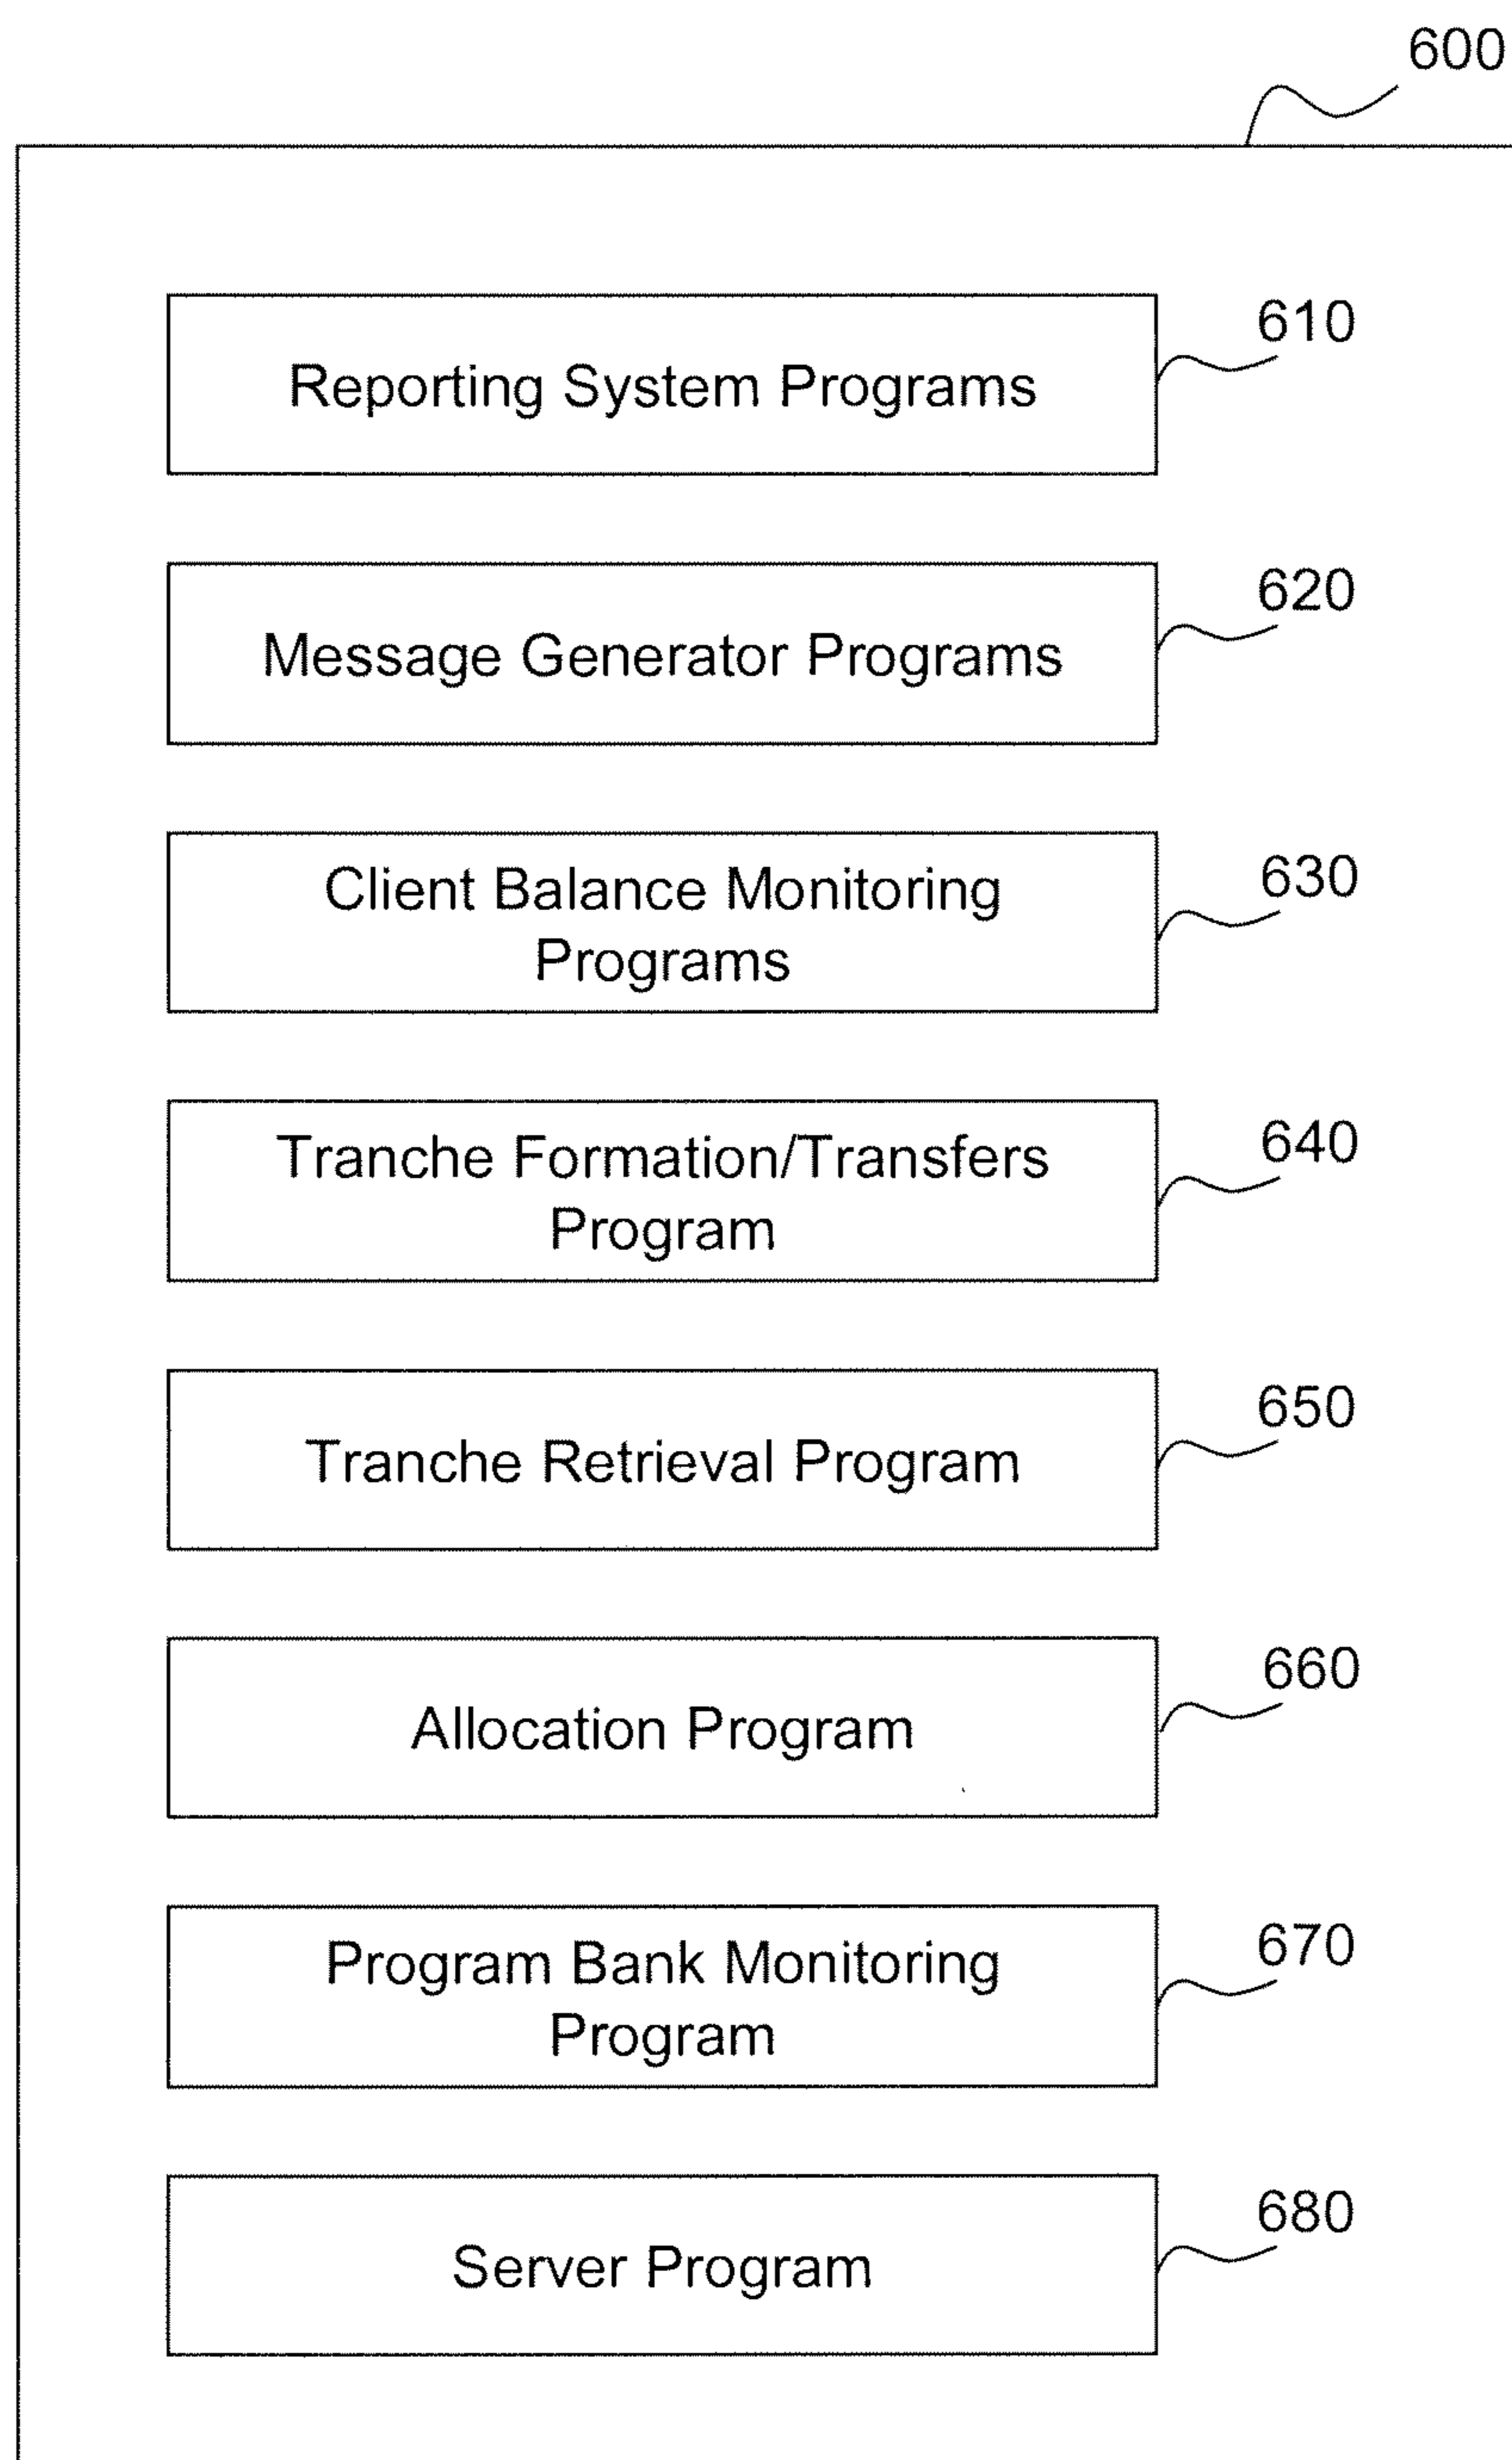 600
Reporting System Programs
610
Message Generator Programs
620
Client Balance Monitoring
Programs
630
Tranche Formation/Transfers
Program
640
Tranche Retrieval Program
650
Allocation Program
660
Program Bank Monitoring
Program
670
Server Program
680